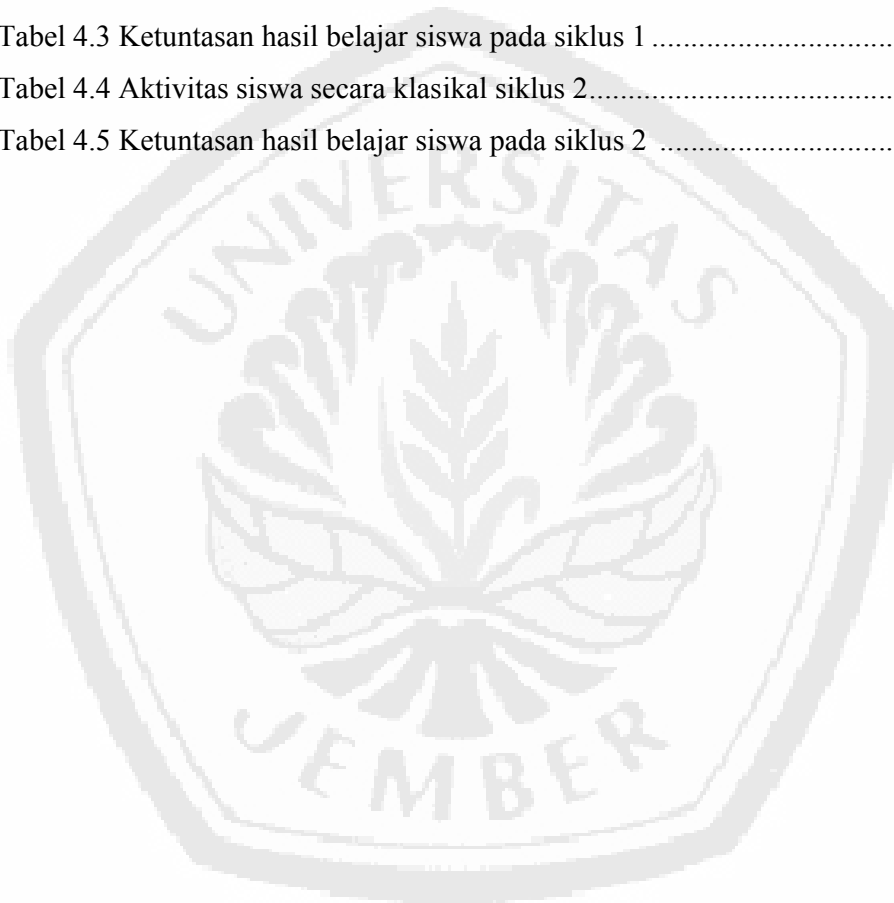 Tabel 4.3 Ketuntasan hasil belajar siswa pada siklus 1 ...............................
Tabel 4.4 Aktivitas siswa secara klasikal siklus 2.......................................
Tabel 4.5 Ketuntasan hasil belajar siswa pada siklus 2 ..............................
UNIVERSITAS
JEMBER